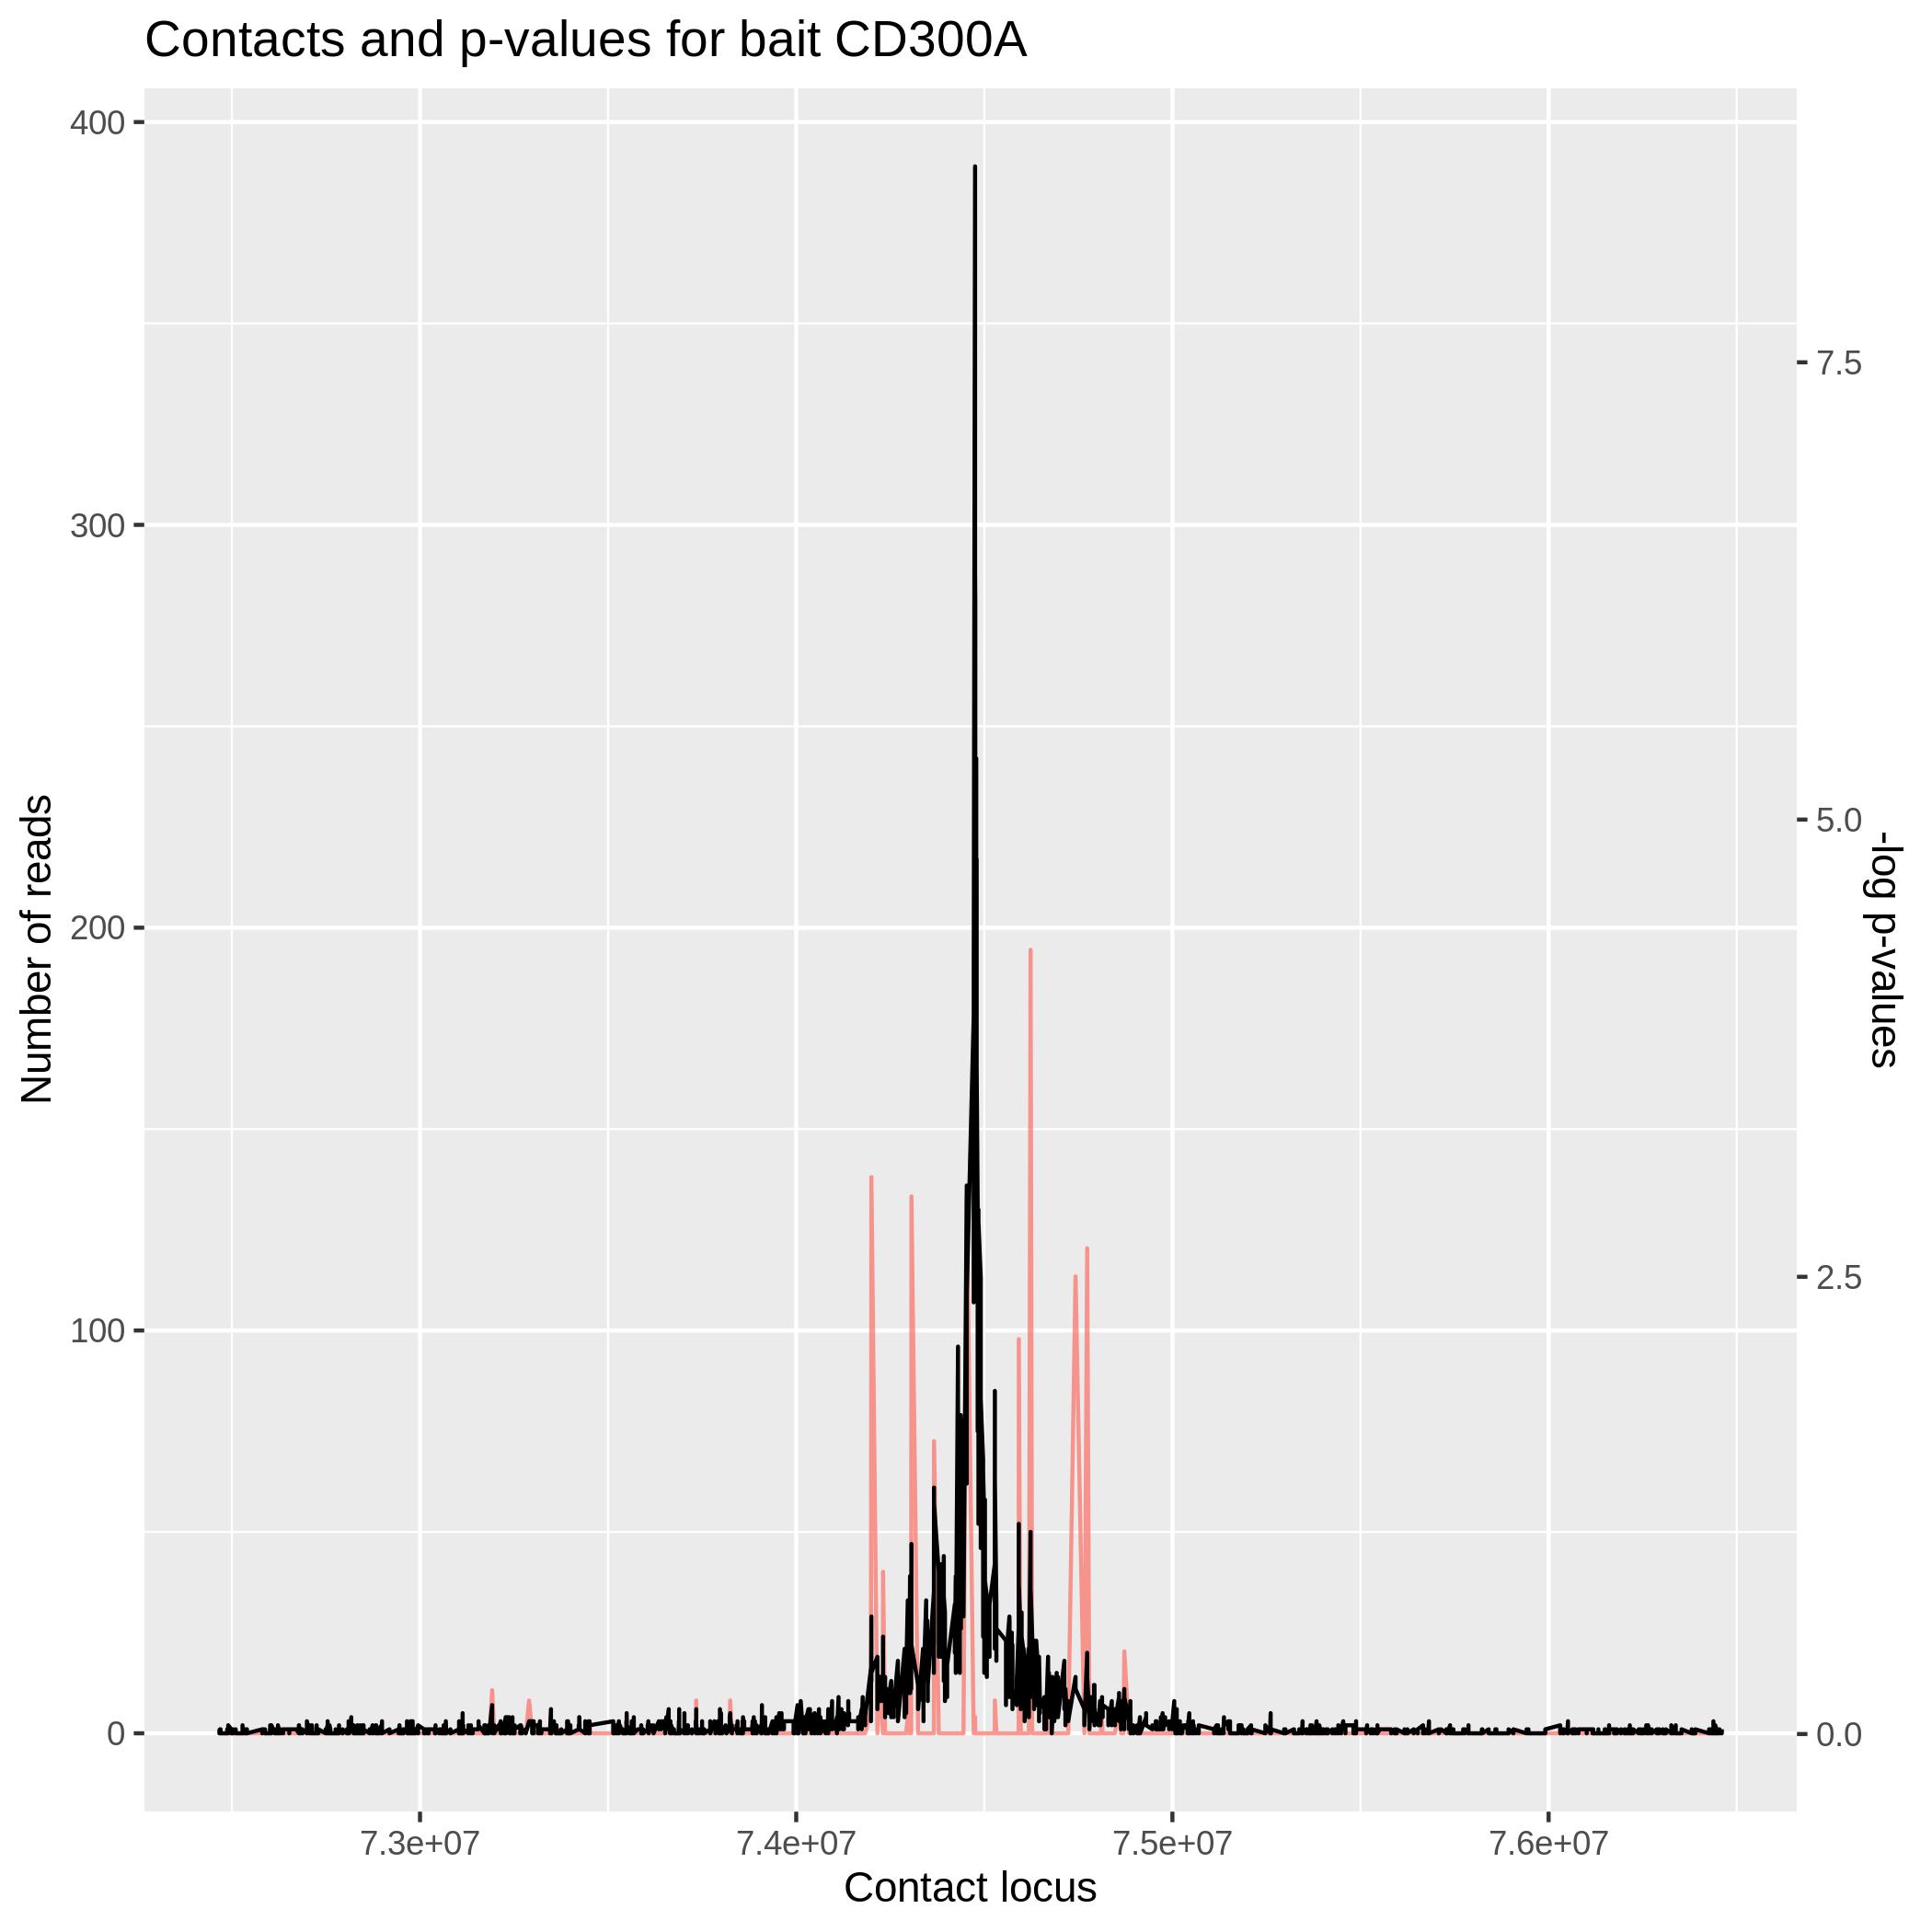 Contacts and p-values for bait CD300A
400
300
200
100
0
Number of reads
7.5
5.0
2.5
0.0
-log p-values
7.3e+07
7.4e+07
7.5e+07
7.6e+07
Contact locus